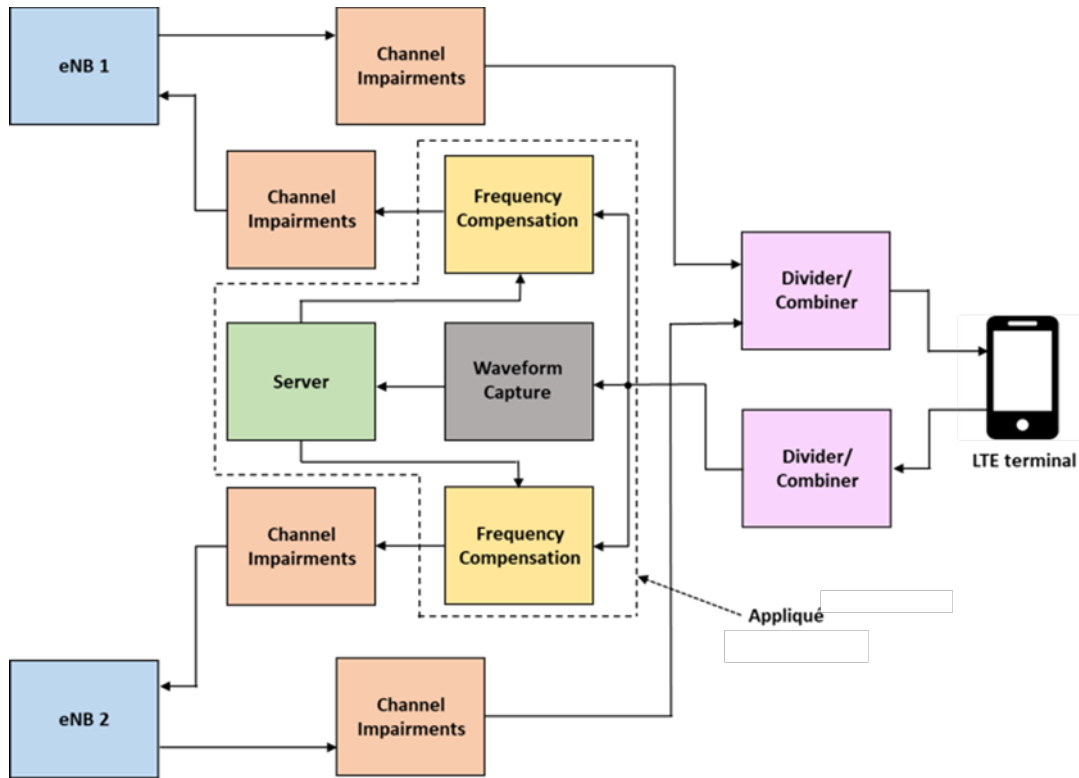 eNB 1
Channel
Impairments
Channel
Impairments
Frequency
Compensation
Divider/
Combiner
Server
Waveform
Capture
Divider/
Combiner
LTE terminal
Channel
Impairments
Frequency
Compensation
Appliqué
eNB 2
Channel
Impairments